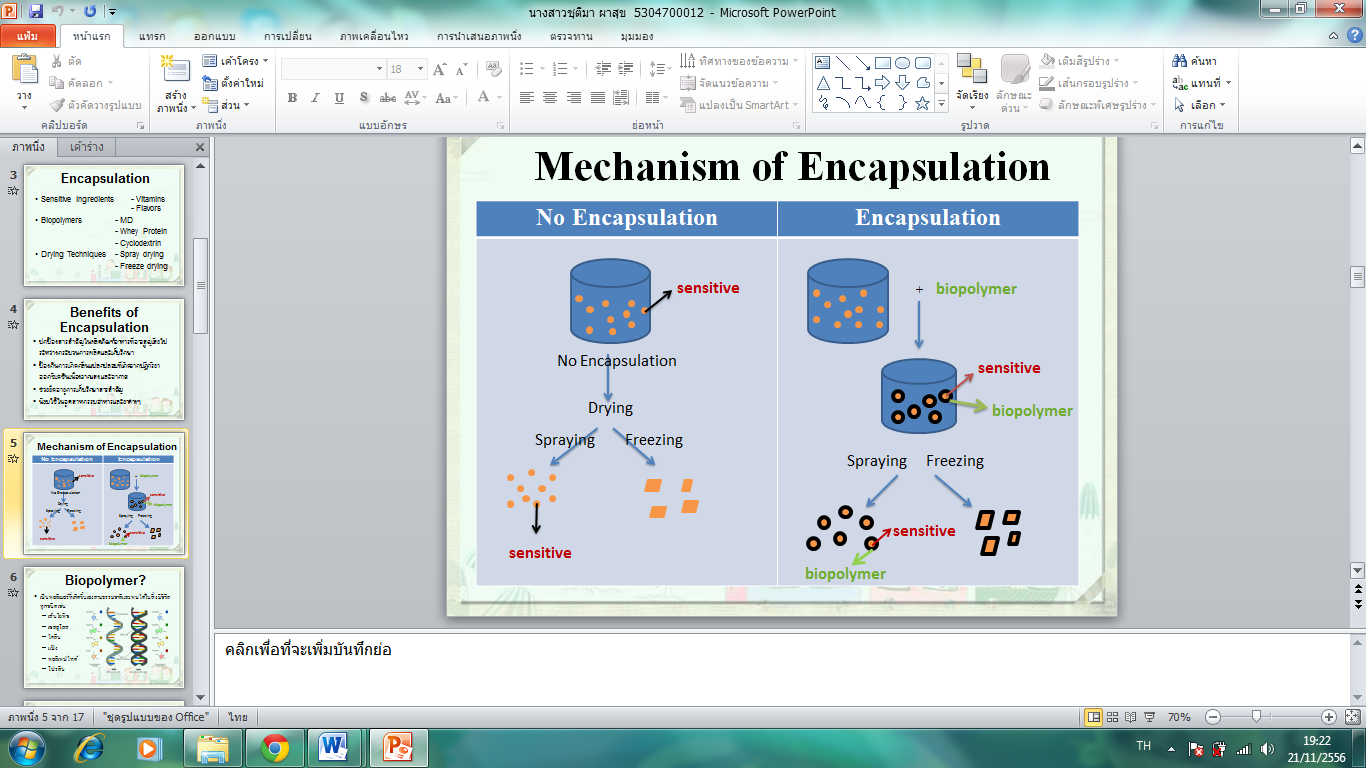 นางสาวชุติมา ผาสุข 5304700012 - Microsoft PowerPoint
แฟ้ม หน้าแรก แทรก ออกแบบ การเปลี่ยน ภาพเคลื่อนไหว การนำเสนอภาพนิ่ง ตรวจทาน มุมมอง
วาง
ตัด
คัดลอก
ตัวคัดวางรูปแบบ
คลิปบอร์ด
สร้าง
ภาพนิ่ง
เค้าโครง
ตั้งค่าใหม่
ส่วน
ภาพนิ่ง
18
แบบอักษร
ทิศทางของข้อความ
จัดแนวข้อความ
แปลงเป็น SmartArt
ย่อหน้า
จัดเรียง
ลักษณะ
ด่วน
เติมสีรูปร่าง
เส้นกรอบรูปร่าง
ลักษณะพิเศษรูปร่าง
รูปวาด
ค้นหา
แทนที่
เลือก
การแก้ไข
ภาพนิ่ง เค้าร่าง
3
Encapsulation
• Sensitive Ingredients - Vitamins
- Flavors
• Biopolymers - MD
- Whey Protein
- Cyclodextrin
• Drying Techniques - Spray drying
- Freeze drying
4
Benefits of
Encapsulation
5
Mechanism of Encapsulation
No Encapsulation Encapsulation
6
Biopolymer?
Mechanism of Encapsulation
No Encapsulation Encapsulation
sensitive
No Encapsulation
Drying
Spraying Freezing
sensitive
+ biopolymer
sensitive
biopolymer
Spraying Freezing
sensitive
biopolymer
คลิกเพื่อที่จะเพิ่มบันทึกย่อ
ภาพนิ่ง 5 จาก 17 "ชุดรูปแบบของ Office" ไทย 70%
TH 19:22
21/11/2556